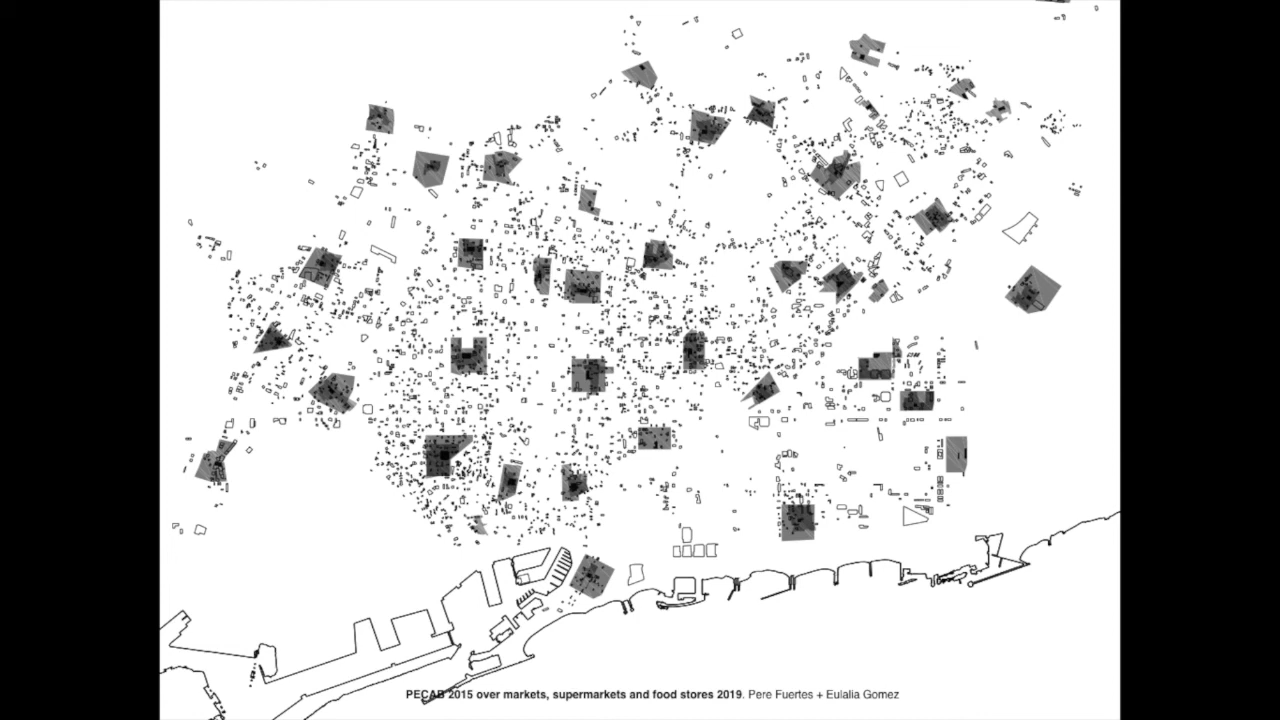 PECAB 2015 over markets, supermarkets and food stores 2019. Pere Fuertes + Eulalia Gomez